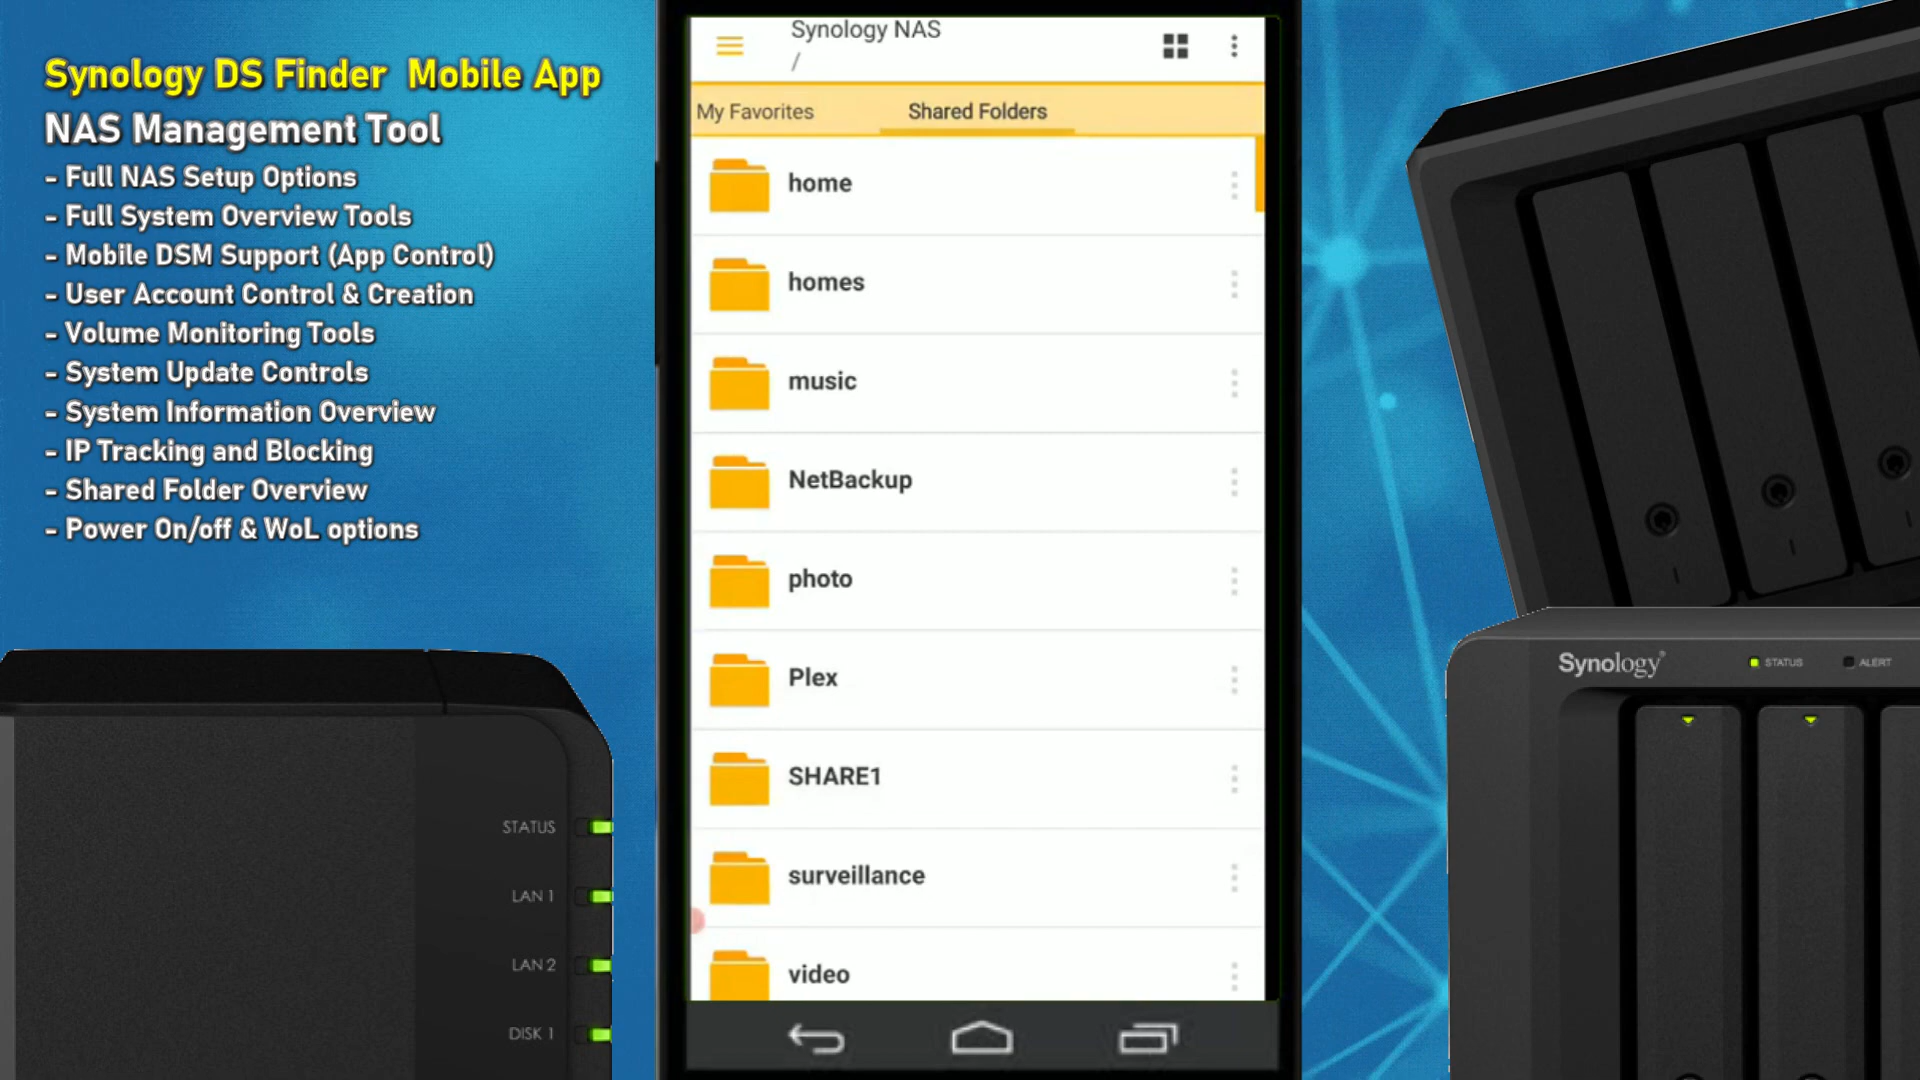 Synology DS Finder Mobile App
NAS Management Tool
- Full NAS Setup Options
- Full System Overview Tools
- Mobile DSM Support (App Control)
- User Account Control & Creation
- Volume Monitoring Tools
- System Update Controls
- System Information Overview
- IP Tracking and Blocking
- Shared Folder Overview
- Power On/off & WoL options
Synology NAS
/
My Favorites Shared Folders
home
homes
music
NetBackup
photo
Plex
SHARE1
surveillance
video
STATUS
LAN 1
LAN 2
DISK 1
Synology®
STATUS ALERT